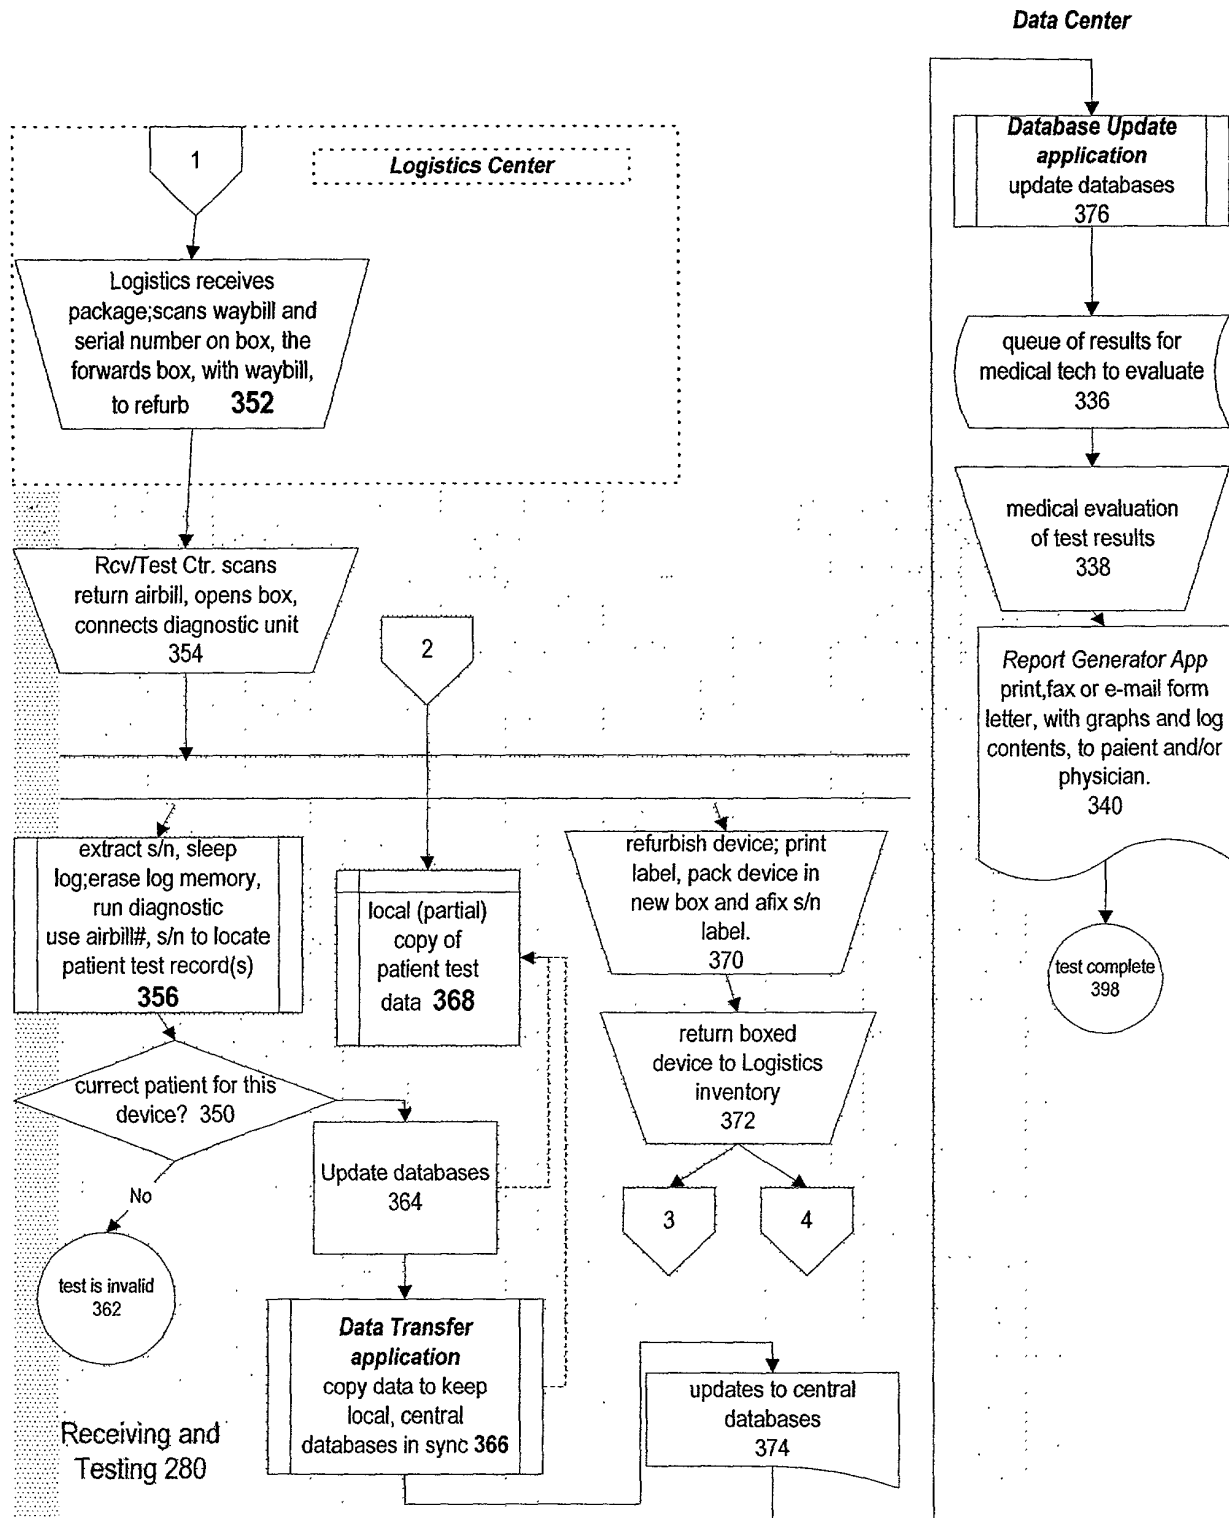 Data Center
1
Logistics Center
Logistics receives
package;scans waybill and
serial number on box, the
forwards box, with waybill,
to refurb 352
Rcv/Test Ctr. scans
return airbill, opens box,
connects diagnostic unit
354
2
extract s/n, sleep
log;erase log memory,
run diagnostic
use airbill#, s/n to locate
patient test record(s)
356
local (partial)
copy of
patient test
data 368
refurbish device; print
label, pack device in
new box and afix s/n
label.
370
return boxed
device to Logistics
inventory
372
3
4
currect patient for this
device? 350
No
test is invalid
362
Update databases
364
Data Transfer
application
copy data to keep
local, central
databases in sync 366
updates to central
databases
374
Receiving and
Testing 280
Database Update
application
update databases
376
queue of results for
medical tech to evaluate
336
medical evaluation
of test results
338
Report Generator App
print,fax or e-mail form
letter, with graphs and log
contents, to paient and/or
physician.
340
test complete
398